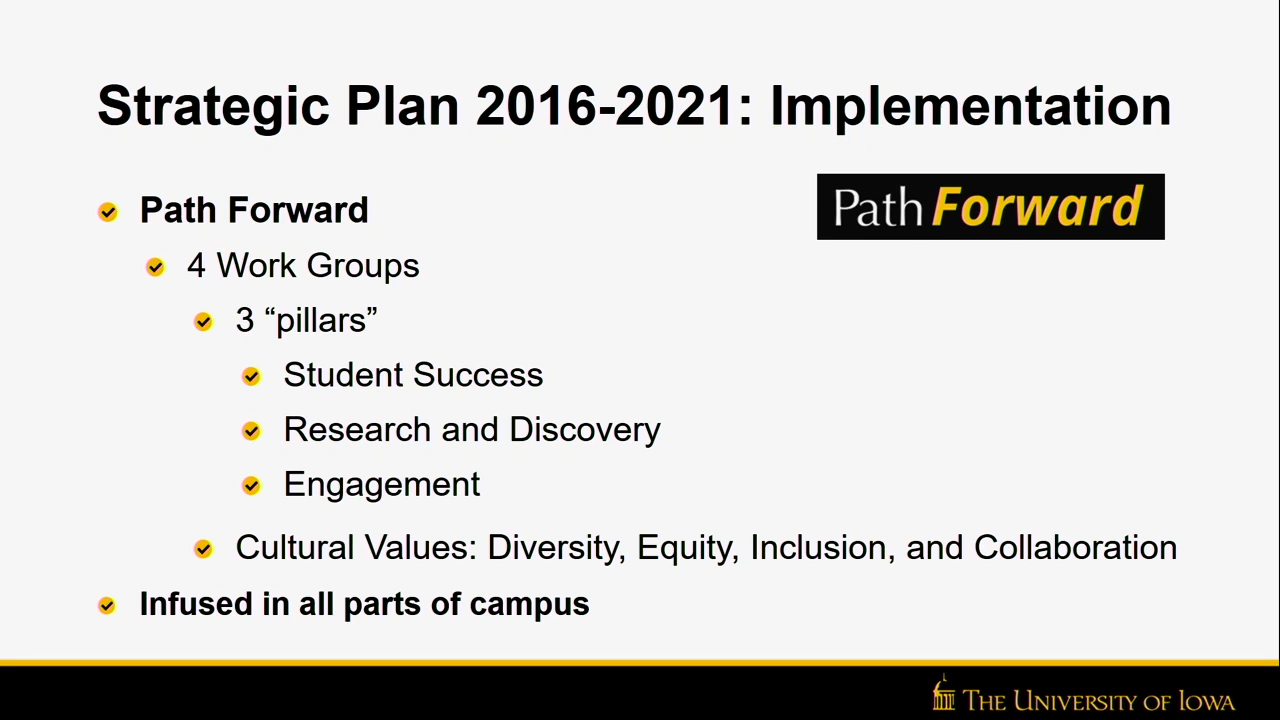 Strategic Plan 2016-2021: Implementation
Path Forward
Path Forward
4 Work Groups
3 “pillars”
Student Success
Research and Discovery
Engagement
Cultural Values: Diversity, Equity, Inclusion, and Collaboration
Infused in all parts of campus
The University of Iowa